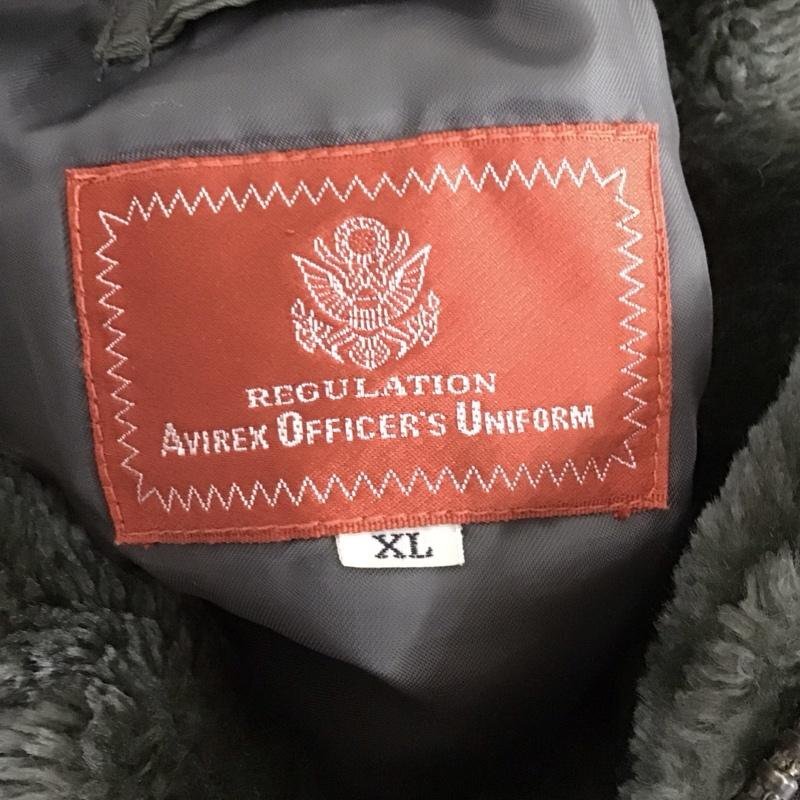 REGULATION
AVIREX OFFICER'S UNIFORM
XL